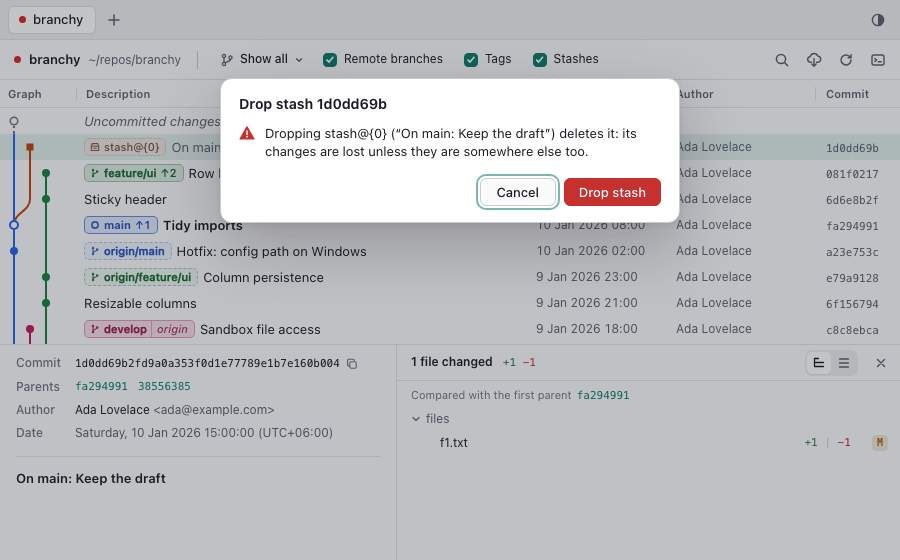 branchy
branchy ~/repos/branchy Show all Remote branches Tags Stashes
Graph Description Author Commit
Uncommitted changes
stash@{0} On main Ada Lovelace 1d0dd69b
feature/ui ↑2 Row Ada Lovelace 081f0217
Sticky header Ada Lovelace 6d6e8b2f
main ↑1 Tidy imports 10 Jan 2026 08:00 Ada Lovelace fa294991
origin/main Hotfix: config path on Windows 10 Jan 2026 02:00 Ada Lovelace a23e753c
origin/feature/ui Column persistence 9 Jan 2026 23:00 Ada Lovelace e79a9128
Resizable columns 9 Jan 2026 21:00 Ada Lovelace 6f156794
develop origin Sandbox file access 9 Jan 2026 18:00 Ada Lovelace c8c8ebca
Drop stash 1d0dd69b
Dropping stash@{0} (“On main: Keep the draft”) deletes it: its
changes are lost unless they are somewhere else too.
Cancel Drop stash
Commit 1d0dd69b2fd9a0a353f0d1e77789e1b7e160b004
Parents fa294991 38556385
Author Ada Lovelace <ada@example.com>
Date Saturday, 10 Jan 2026 15:00:00 (UTC+06:00)
On main: Keep the draft
1 file changed +1 −1
Compared with the first parent fa294991
files
f1.txt +1 −1 M